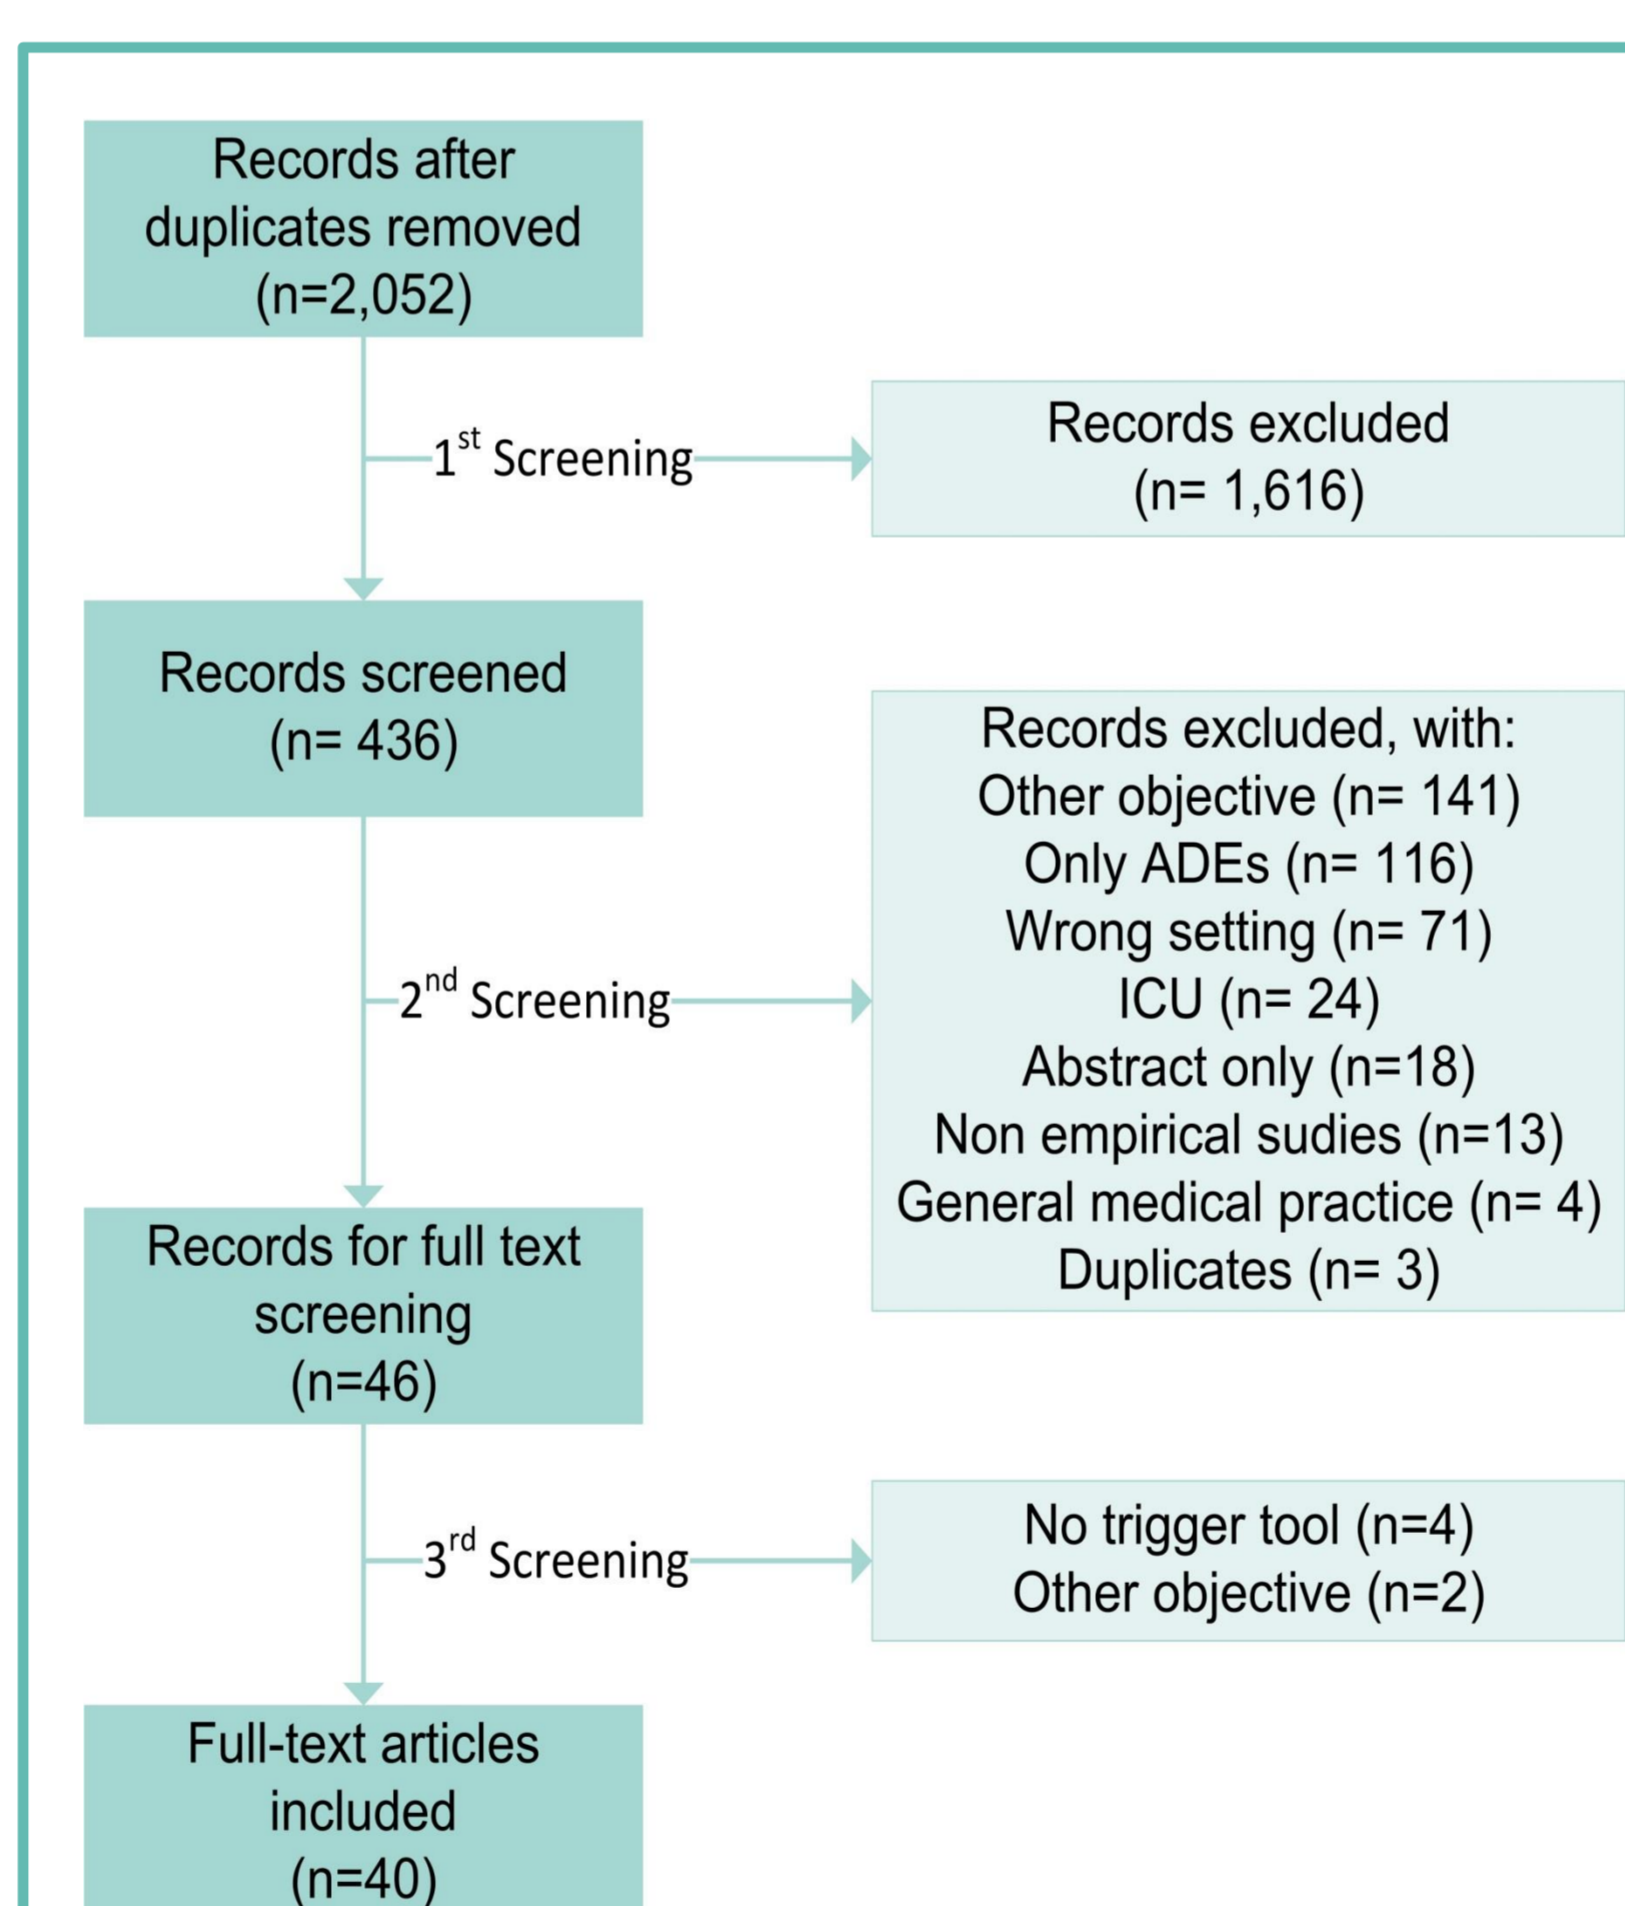 Records after
duplicates removed
(n=2,052)
1st Screening
Records excluded
(n= 1,616)
Records screened
(n= 436)
2nd Screening
Records excluded, with:
Other objective (n= 141)
Only ADEs (n= 116)
Wrong setting (n= 71)
ICU (n= 24)
Abstract only (n=18)
Non empirical sudies (n=13)
General medical practice (n= 4)
Duplicates (n= 3)
Records for full text
screening
(n=46)
3rd Screening
No trigger tool (n=4)
Other objective (n=2)
Full-text articles
included
(n=40)